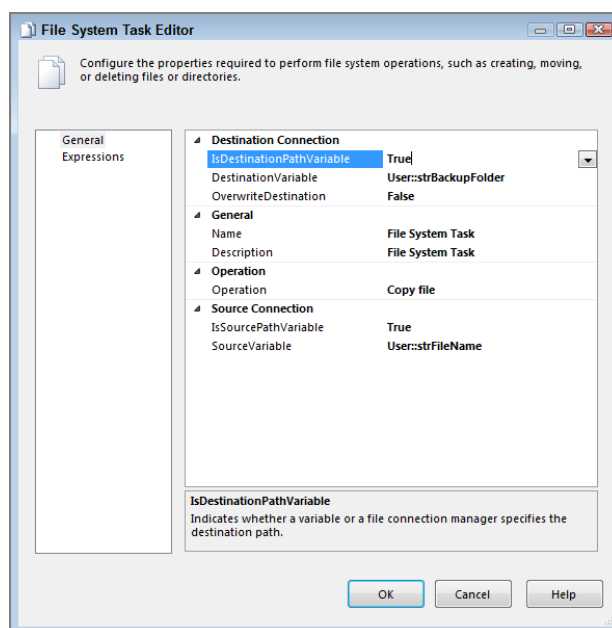 File System Task Editor
Configure the properties required to perform file system operations, such as creating, moving,
or deleting files or directories.
General
Expressions
Destination Connection
IsDestinationPathVariable True
DestinationVariable User::strBackupFolder
OverwriteDestination False
General
Name File System Task
Description File System Task
Operation
Operation Copy file
Source Connection
IsSourcePathVariable True
SourceVariable User::strFileName
IsDestinationPathVariable
Indicates whether a variable or a file connection manager specifies the
destination path.
OK Cancel Help